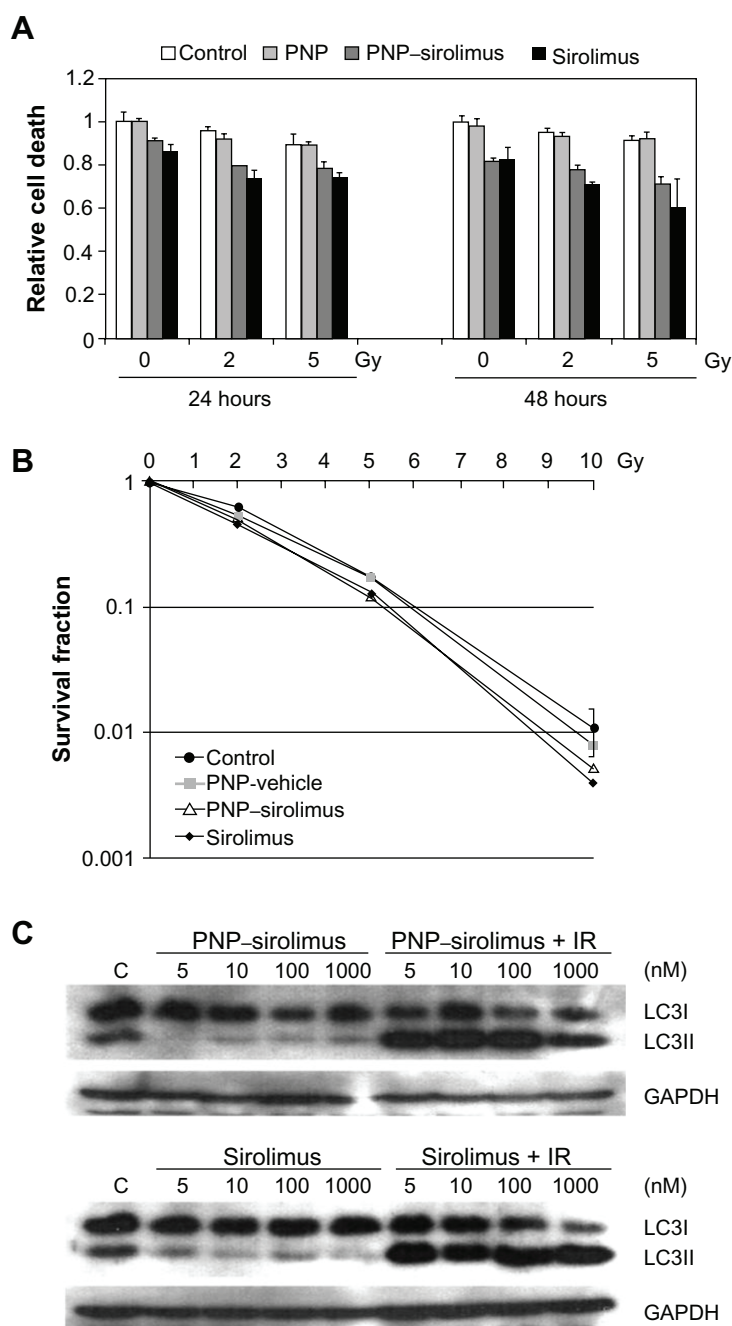 A
Control PNP PNP–sirolimus Sirolimus
Relative cell death
1.2
1
0.8
0.6
0.4
0.2
0
0 2 5 Gy 0 2 5 Gy
24 hours 48 hours
B
0 1 2 3 4 5 6 7 8 9 10 Gy
Survival fraction
1
0.1
0.01
0.001
Control
PNP-vehicle
PNP–sirolimus
Sirolimus
C
PNP–sirolimus PNP–sirolimus + IR
C 5 10 100 1000 5 10 100 1000 (nM)
LC3I
LC3II
GAPDH
Sirolimus Sirolimus + IR
C 5 10 100 1000 5 10 100 1000 (nM)
LC3I
LC3II
GAPDH